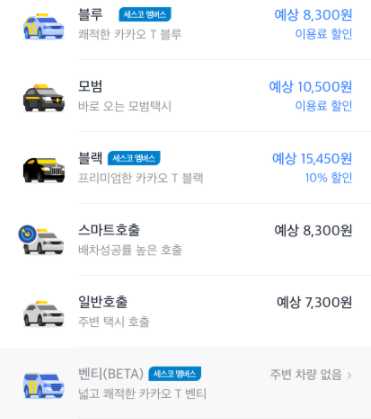 블루 세스코 멤버스 예상 8,300원
쾌적한 카카오 T 블루 이용료 할인
모범 예상 10,500원
바로 오는 모범택시 이용료 할인
블랙 세스코 멤버스 예상 15,450원
프리미엄한 카카오 T 블랙 10% 할인
스마트호출 예상 8,300원
배차성공률 높은 호출
일반호출 예상 7,300원
주변 택시 호출
벤티(BETA) 세스코 멤버스 주변 차량 없음 >
넓고 쾌적한 카카오 T 벤티